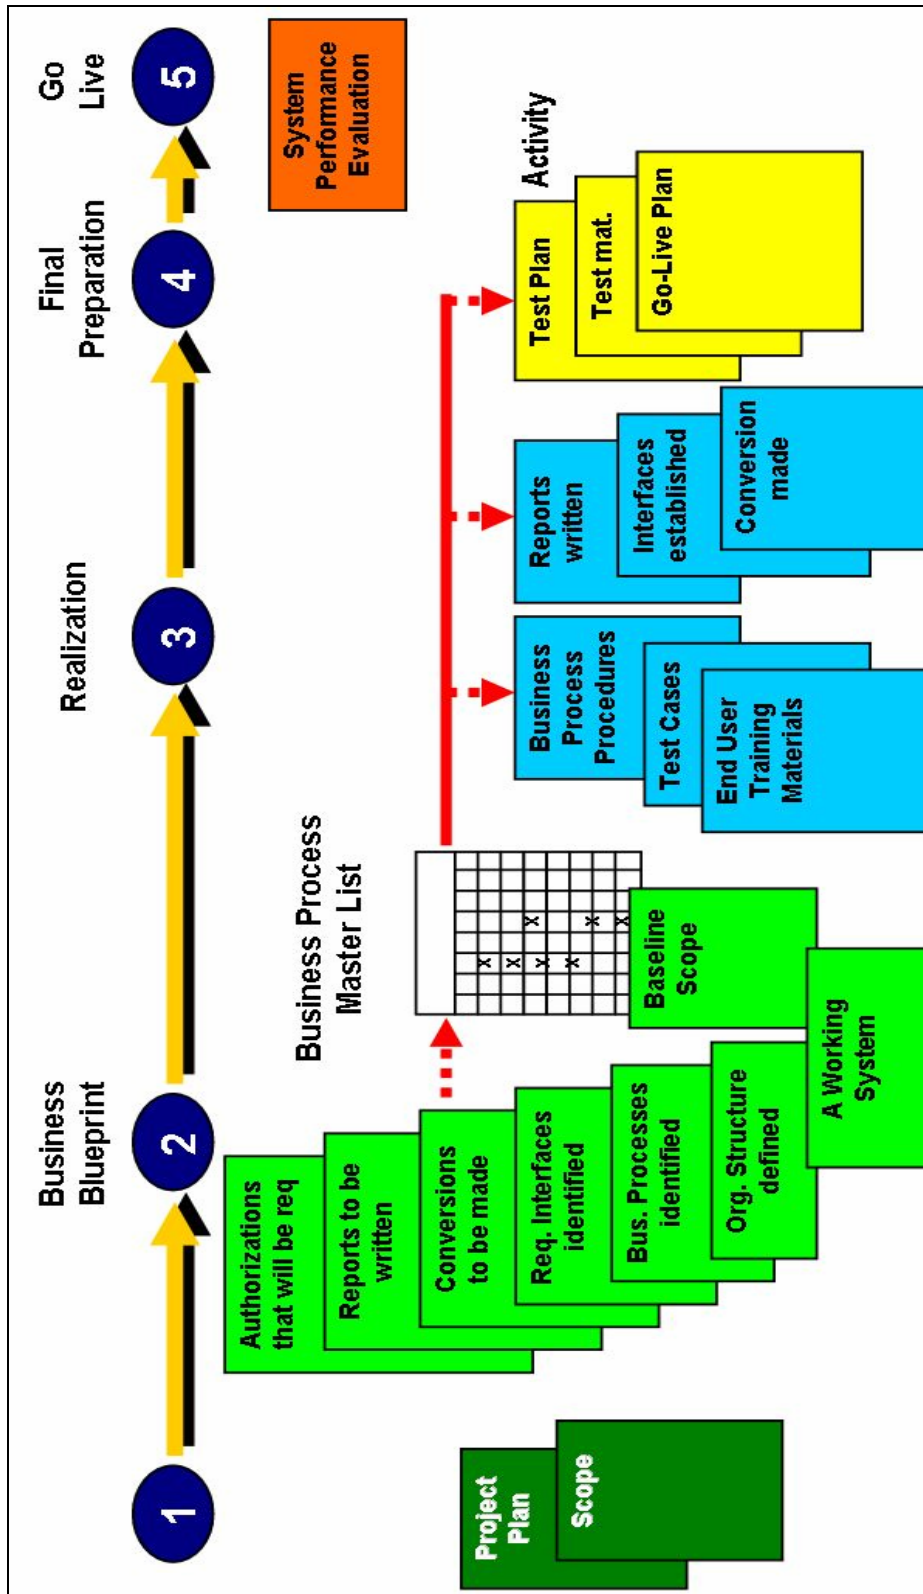 Business
Blueprint
Realization
Final
Preparation
Go
Live
1
2
3
4
5
Authorizations
that will be req
Reports to be
written
Conversions
to be made
Req. Interfaces
identified
Bus. Processes
identified
Org. Structure
defined
A Working
System
Project
Plan
Scope
Business Process
Master List
x
x
x
x
x
x
x
Baseline
Scope
Business
Process
Procedures
Test Cases
End User
Training
Materials
Reports
written
Interfaces
established
Conversion
made
Activity
Test Plan
Test mat.
Go-Live Plan
System
Performance
Evaluation